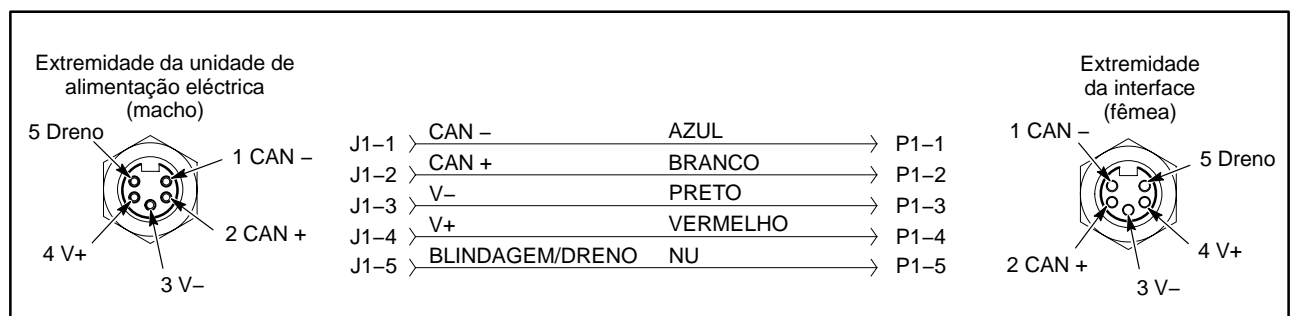 Extremidade da unidade de
alimentação eléctrica
(macho)
5 Dreno
1 CAN –
2 CAN +
3 V–
4 V+
J1–1 CAN – AZUL P1–1
J1–2 CAN + BRANCO P1–2
J1–3 V– PRETO P1–3
J1–4 V+ VERMELHO P1–4
J1–5 BLINDAGEM/DRENO NU P1–5
Extremidade
da interface
(fêmea)
1 CAN –
5 Dreno
4 V+
2 CAN +
3 V–